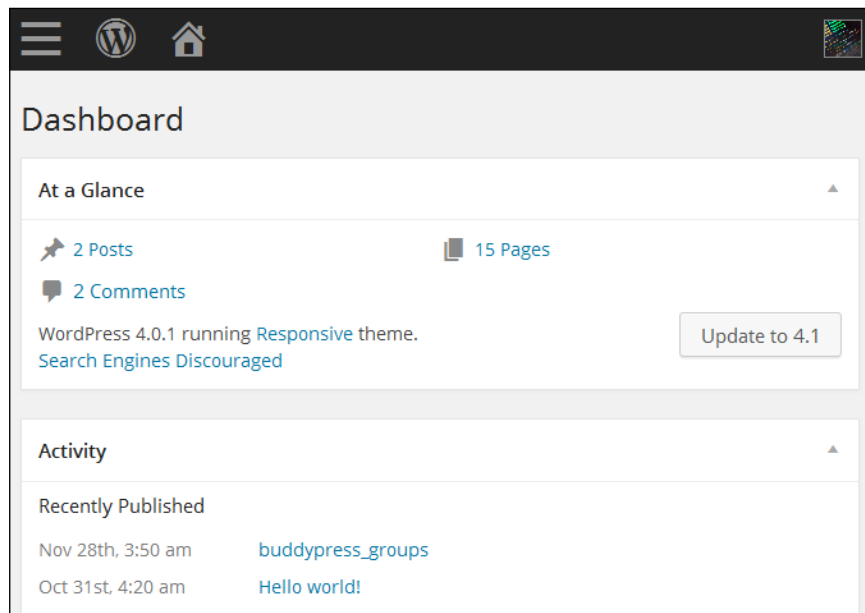 Dashboard
At a Glance
2 Posts
15 Pages
2 Comments
WordPress 4.0.1 running Responsive theme.
Update to 4.1
Search Engines Discouraged
Activity
Recently Published
Nov 28th, 3:50 am buddypress_groups
Oct 31st, 4:20 am Hello world!